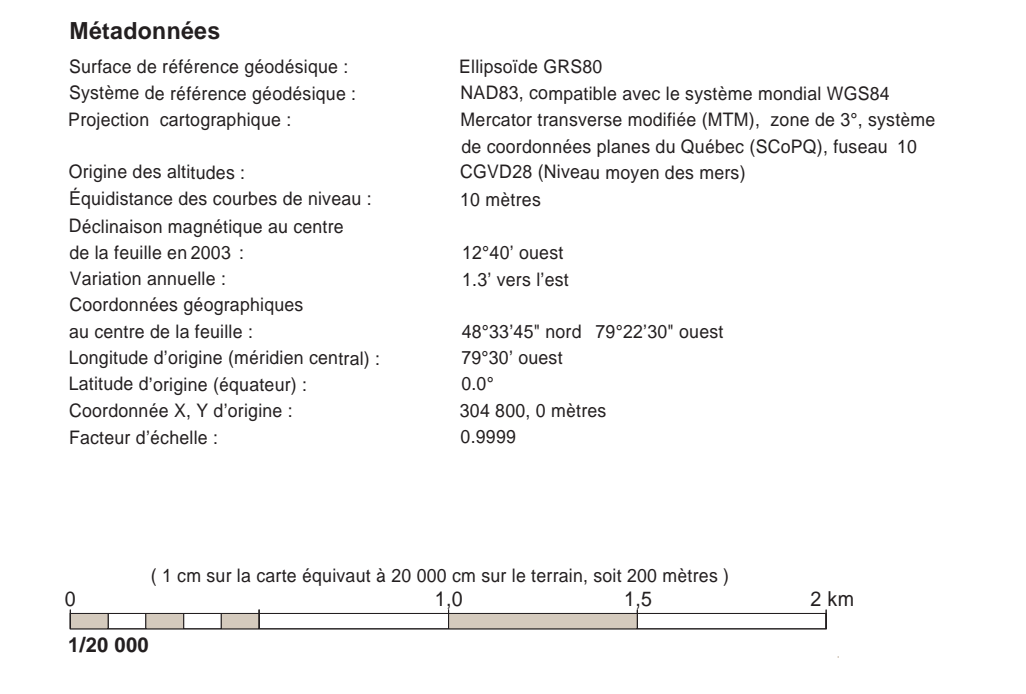 Métadonnées
Surface de référence géodésique : Ellipsoïde GRS80
Système de référence géodésique : NAD83, compatible avec le système mondial WGS84
Projection cartographique : Mercator transverse modifiée (MTM), zone de 3°, système
de coordonnées planes du Québec (SCoPQ), fuseau 10
Origine des altitudes : CGVD28 (Niveau moyen des mers)
Équidistance des courbes de niveau : 10 mètres
Déclinaison magnétique au centre
de la feuille en 2003 : 12°40’ ouest
Variation annuelle : 1.3’ vers l’est
Coordonnées géographiques
au centre de la feuille : 48°33’45" nord 79°22’30" ouest
Longitude d’origine (méridien central) : 79°30’ ouest
Latitude d’origine (équateur) : 0.0°
Coordonnée X, Y d’origine : 304 800, 0 mètres
Facteur d’échelle : 0.9999
( 1 cm sur la carte équivaut à 20 000 cm sur le terrain, soit 200 mètres )
0 1,0 1,5 2 km
1/20 000